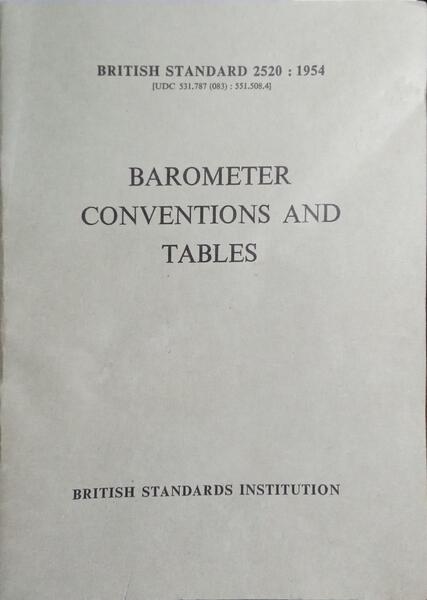 BRITISH STANDARD 2520 : 1954
[UDC 531.787 (083) : 551.508.4]
BAROMETER
CONVENTIONS AND
TABLES
BRITISH STANDARDS INSTITUTION